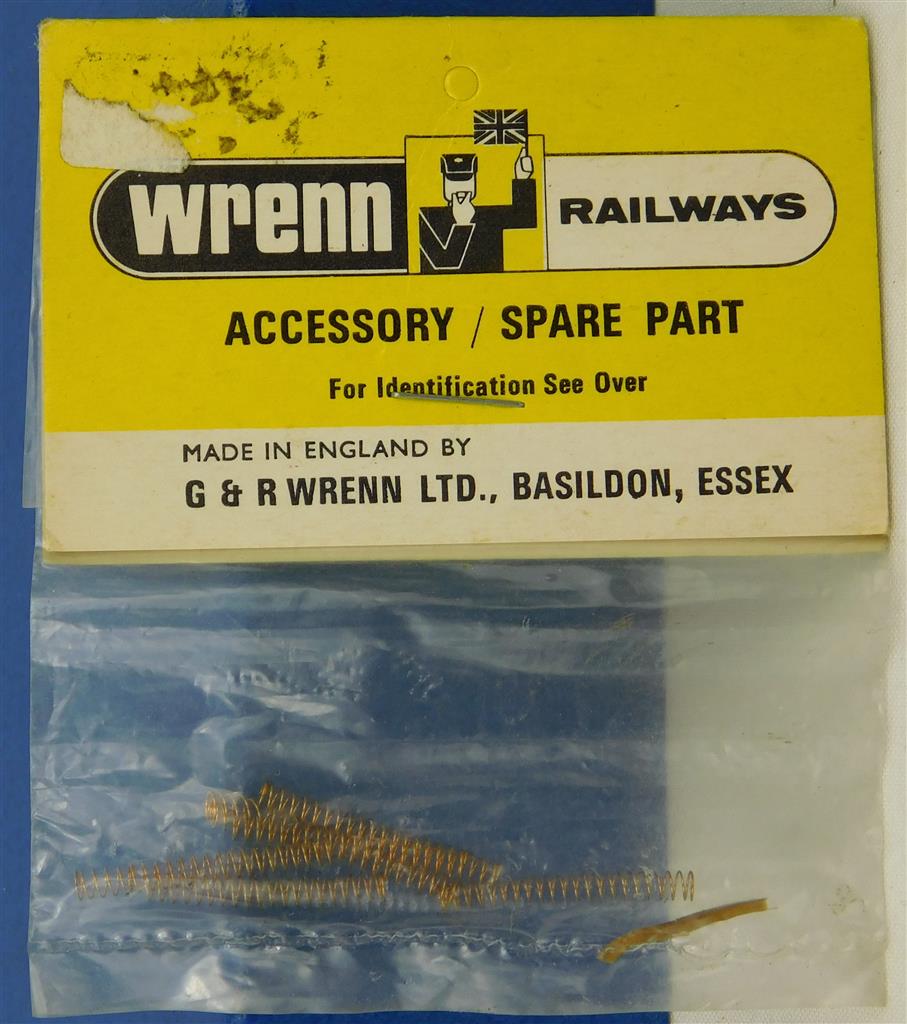 Wrenn RAILWAYS
ACCESSORY / SPARE PART
For Identification See Over
MADE IN ENGLAND BY
G & R WRENN LTD., BASILDON, ESSEX